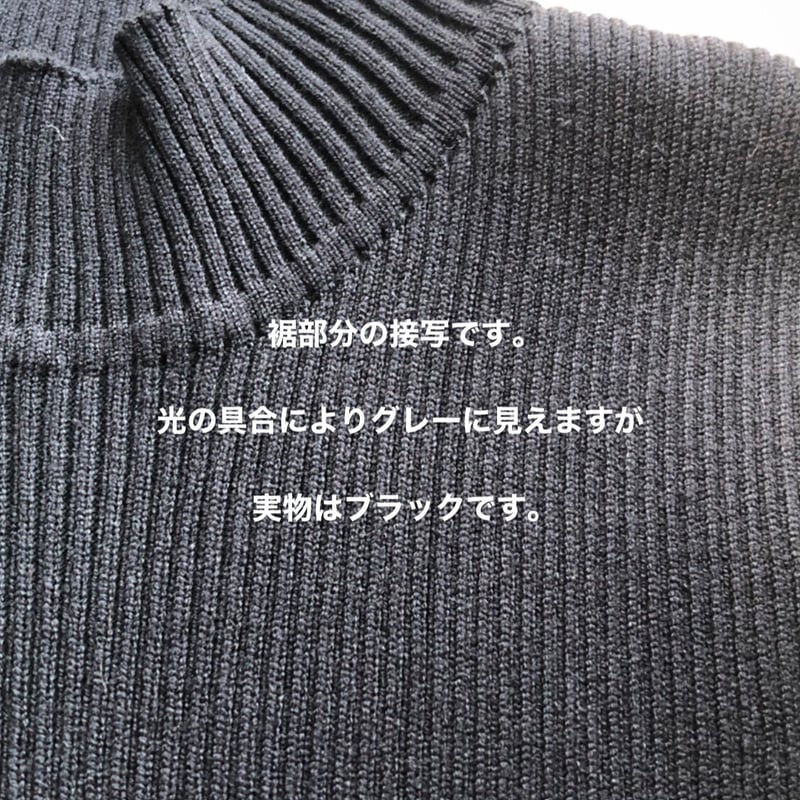 裾部分の接写です。
光の具合によりグレーに見えますが
実物はブラックです。